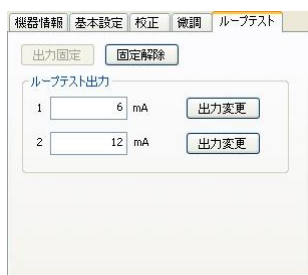 機器情報 基本設定 校正 微調 ループテスト
出力固定 固定解除
ループテスト出力
1 6 mA 出力変更
2 12 mA 出力変更